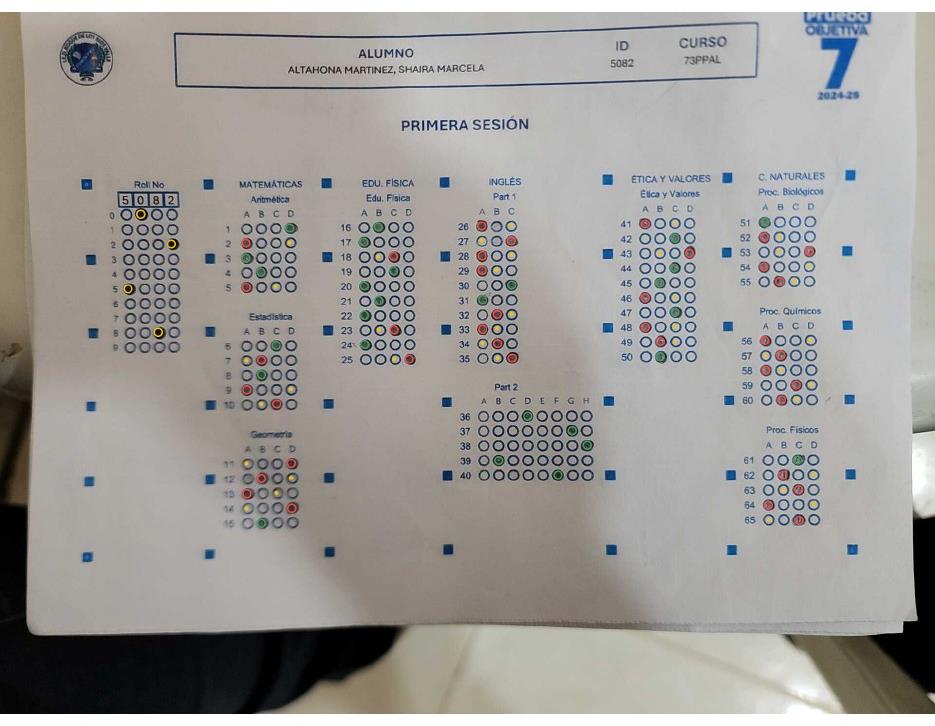 Prueba
OBJETIVA
7
2024-25
ALUMNO
ALTAHONA MARTINEZ, SHAIRA MARCELA
ID
5082
CURSO
73PPAL
PRIMERA SESIÓN
Roll No
5 0 8 2
0
1
2
3
4
5
6
7
8
9
MATEMÁTICAS
Aritmética
A B C D
1
2
3
4
5
Estadística
A B C D
6
7
8
9
10
Geometría
A B C D
11
12
13
14
15
EDU. FÍSICA
Edu. Física
A B C D
16
17
18
19
20
21
22
23
24
25
INGLÉS
Part 1
A B C
26
27
28
29
30
31
32
33
34
35
Part 2
A B C D E F G H
36
37
38
39
40
ÉTICA Y VALORES
Ética y Valores
A B C D
41
42
43
44
45
46
47
48
49
50
C. NATURALES
Proc. Biológicos
A B C D
51
52
53
54
55
Proc. Químicos
A B C D
56
57
58
59
60
Proc. Físicos
A B C D
61
62
63
64
65